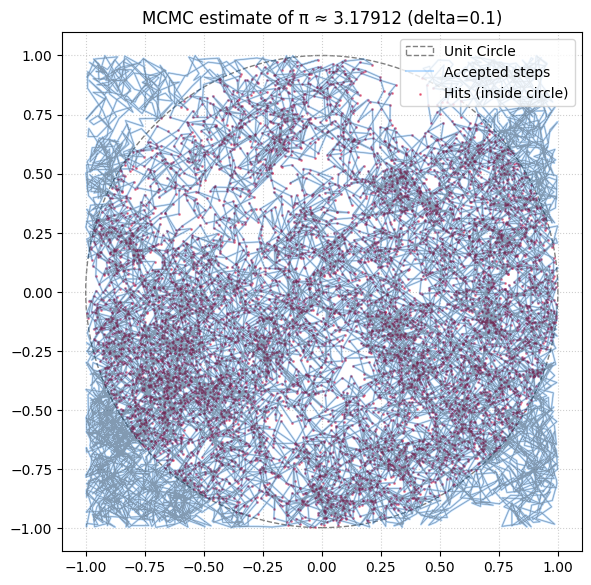 MCMC estimate of π ≈ 3.17912 (delta=0.1)
Unit Circle
Accepted steps
Hits (inside circle)
1.00
0.75
0.50
0.25
0.00
−0.25
−0.50
−0.75
−1.00
−1.00 −0.75 −0.50 −0.25 0.00 0.25 0.50 0.75 1.00